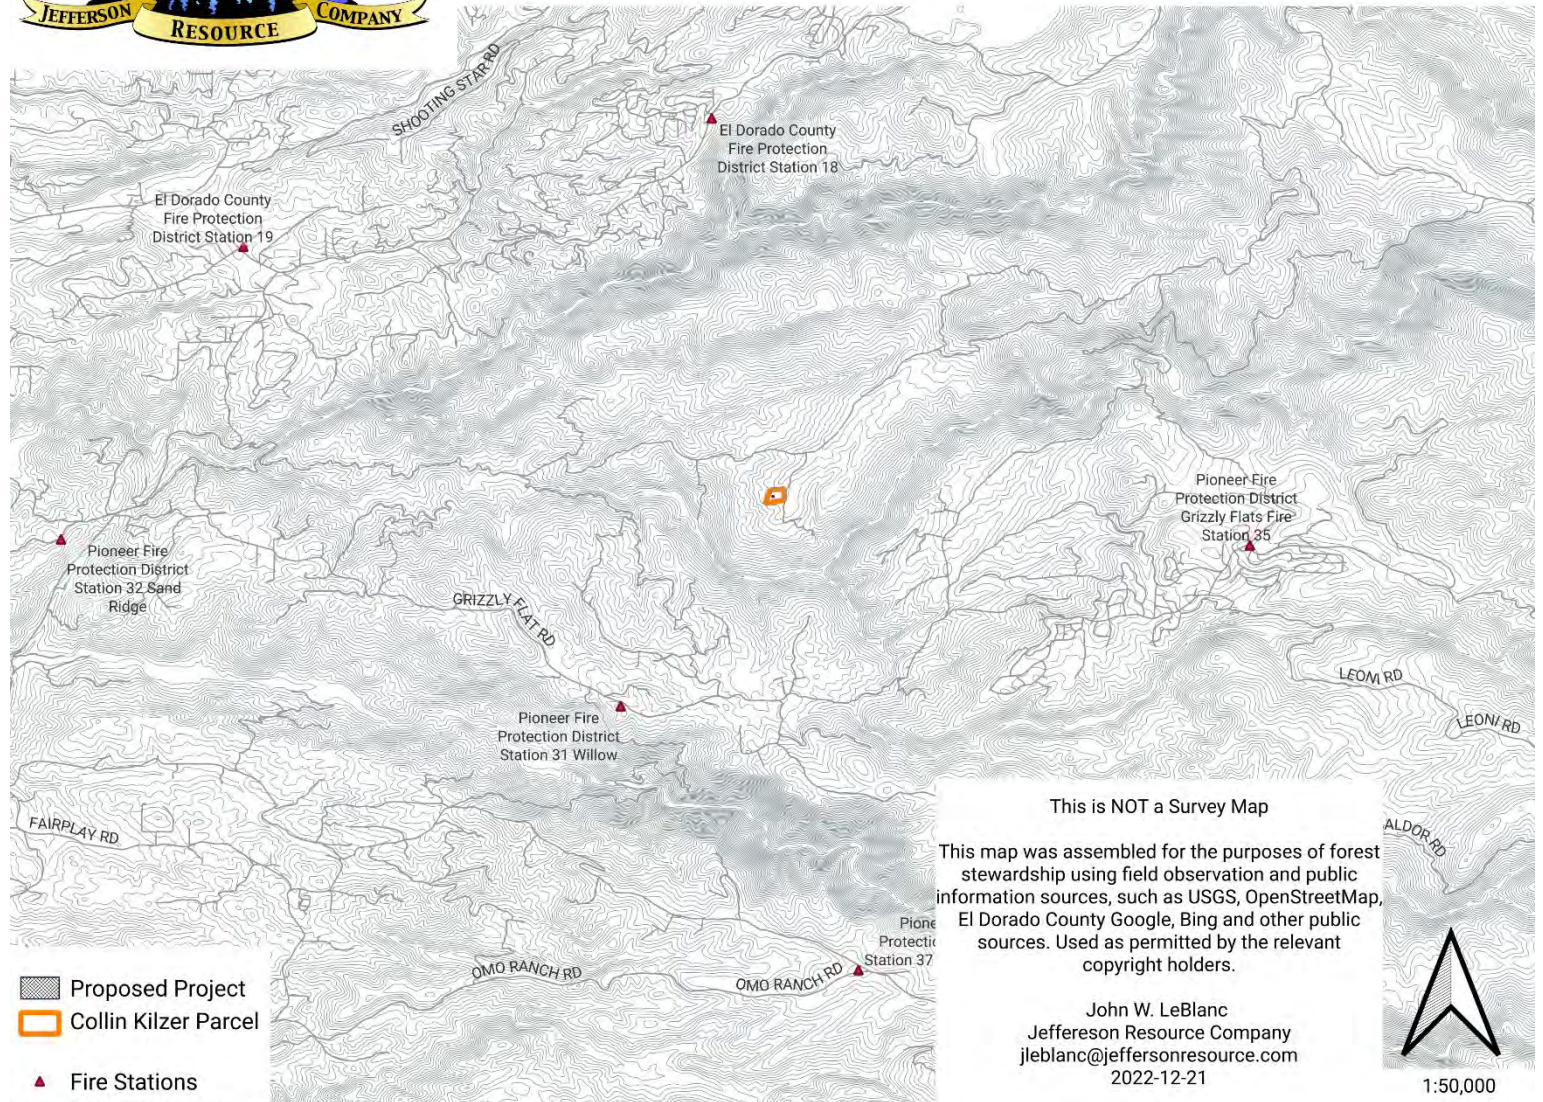 JEFFERSON
RESOURCE
COMPANY
SHOOTING STAR RD
El Dorado County
Fire Protection
District Station 18
El Dorado County
Fire Protection
District Station 19
Pioneer Fire
Protection District
Grizzly Flats Fire
Station 35
Pioneer Fire
Protection District
Station 32 Sand
Ridge
GRIZZLY FLAT RD
LEONI RD
LEONI RD
Pioneer Fire
Protection District
Station 31 Willow
FAIRPLAY RD
ALDOR RD
This is NOT a Survey Map
This map was assembled for the purposes of forest
stewardship using field observation and public
information sources, such as USGS, OpenStreetMap,
El Dorado County Google, Bing and other public
sources. Used as permitted by the relevant
copyright holders.
John W. LeBlanc
Jeffereson Resource Company
jleblanc@jeffersonresource.com
2022-12-21
Pione
Protectic
Station 37
OMO RANCH RD
OMO RANCH RD
Proposed Project
Collin Kilzer Parcel
Fire Stations
1:50,000